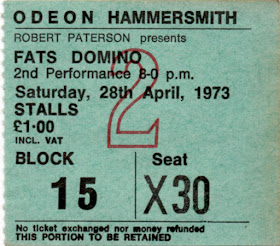 ODEON HAMMERSMITH
ROBERT PATERSON presents
FATS DOMINO
2nd Performance 8-0 p.m.
Saturday, 28th April, 1973
STALLS
£1·00
INCL. VAT
2
BLOCK Seat
15 X30
No ticket exchanged nor money refunded
THIS PORTION TO BE RETAINED